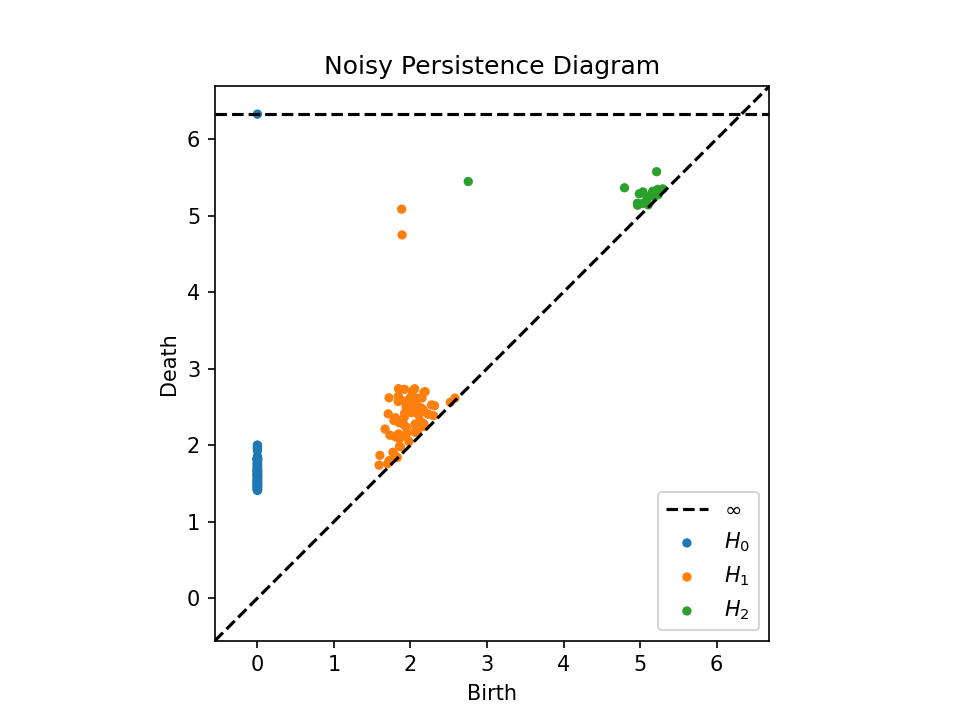 Noisy Persistence Diagram
Death
6
5
4
3
2
1
0
0 1 2 3 4 5 6
Birth
∞
H₀
H₁
H₂